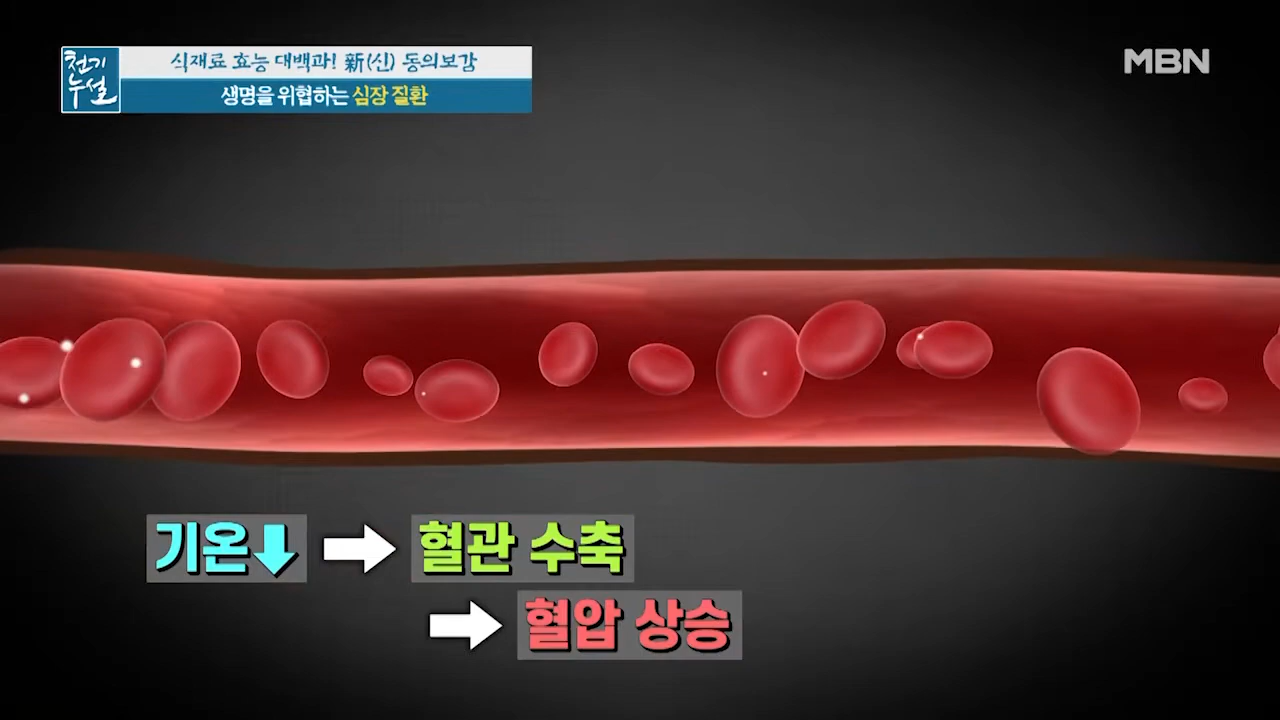 천기누설
식재료 효능 대백과! 新(신) 동의보감
생명을 위협하는 심장 질환
MBN
기온⬇ ➡ 혈관 수축
➡ 혈압 상승